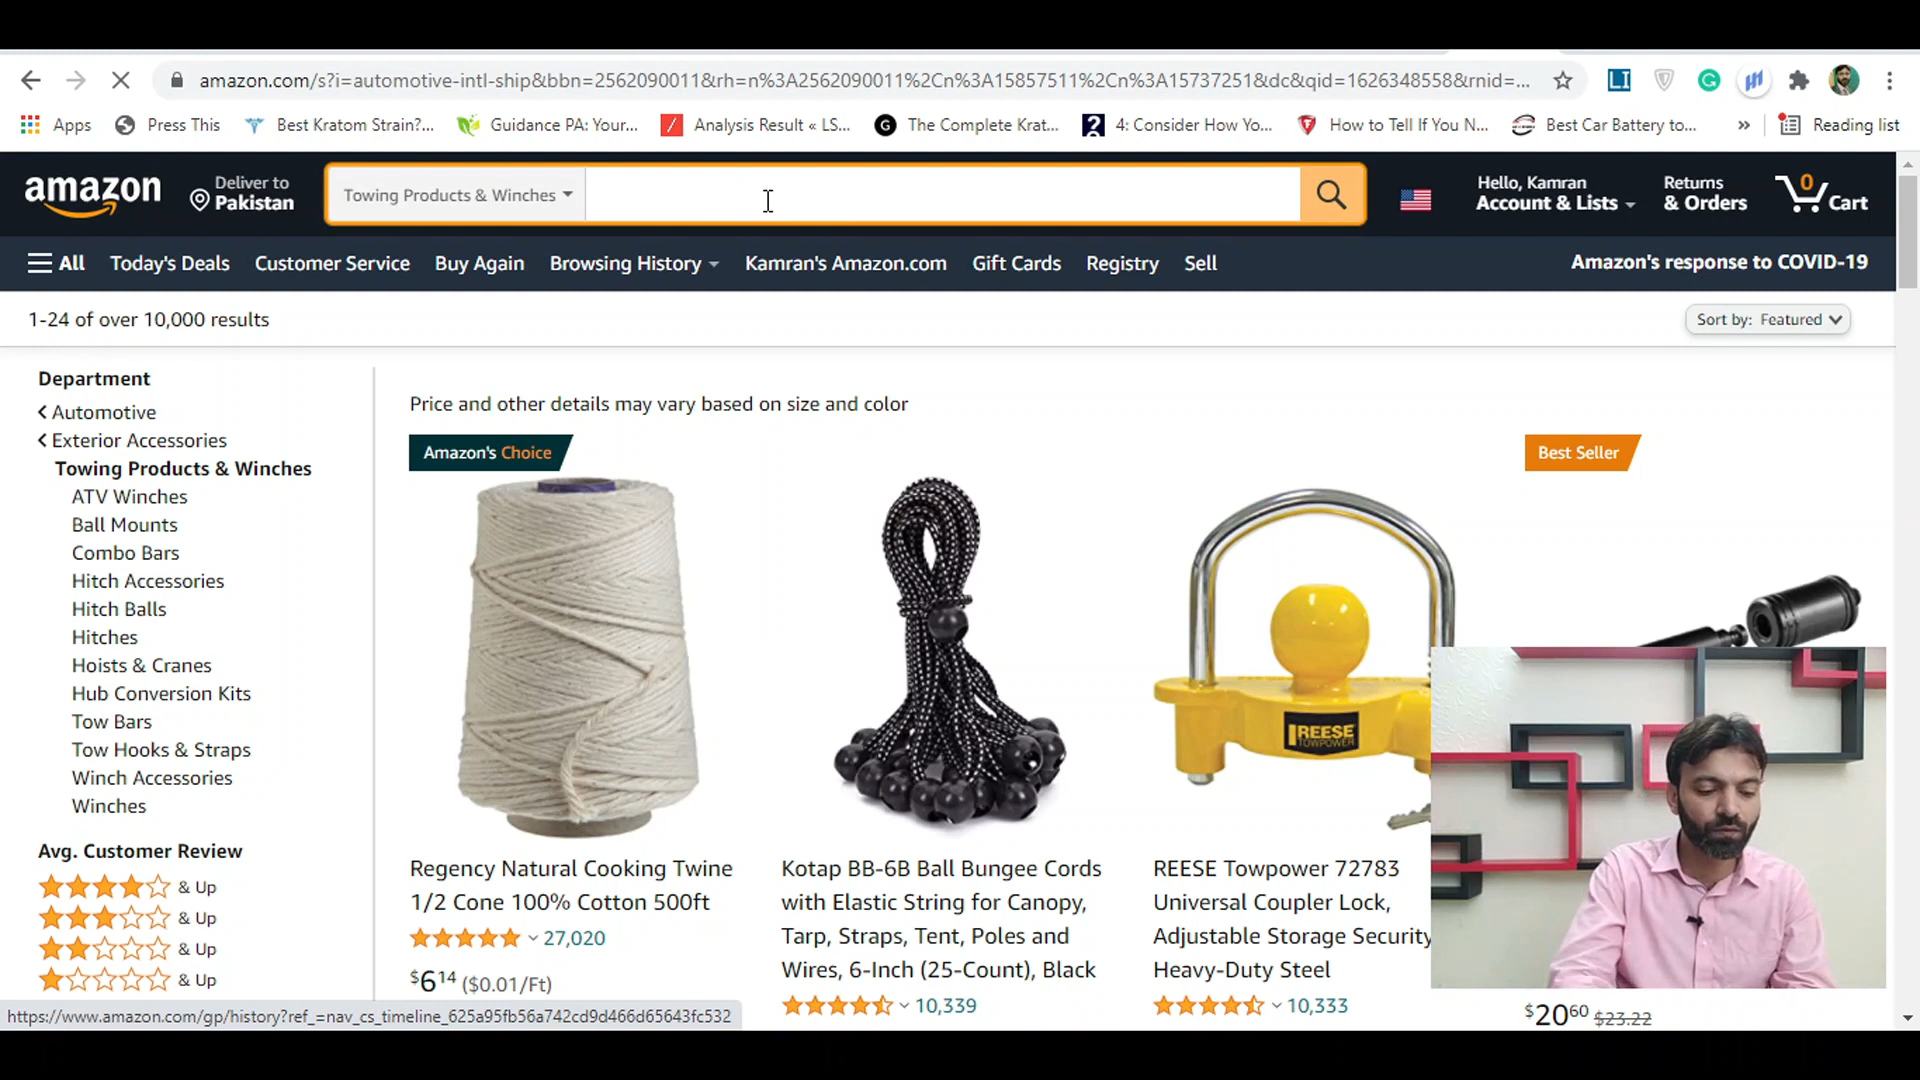 amazon.com/s?i=automotive-intl-ship&bbn=2562090011&rh=n%3A2562090011%2Cn%3A15857511%2Cn%3A15737251&dc&qid=1626348558&rnid=...
Apps Press This Best Kratom Strain?... Guidance PA: Your... Analysis Result « LS... The Complete Krat... 4: Consider How Yo... How to Tell If You N... Best Car Battery to... » Reading list
amazon Deliver to Pakistan Towing Products & Winches Hello, Kamran Account & Lists Returns & Orders 0 Cart
All Today's Deals Customer Service Buy Again Browsing History Kamran's Amazon.com Gift Cards Registry Sell Amazon's response to COVID-19
1-24 of over 10,000 results Sort by: Featured
Department
Automotive
Exterior Accessories
Towing Products & Winches
ATV Winches
Ball Mounts
Combo Bars
Hitch Accessories
Hitch Balls
Hitches
Hoists & Cranes
Hub Conversion Kits
Tow Bars
Tow Hooks & Straps
Winch Accessories
Winches
Avg. Customer Review
& Up
& Up
& Up
& Up
Price and other details may vary based on size and color
Amazon's Choice
Regency Natural Cooking Twine
1/2 Cone 100% Cotton 500ft
27,020
$6 14 ($0.01/Ft)
Kotap BB-6B Ball Bungee Cords
with Elastic String for Canopy,
Tarp, Straps, Tent, Poles and
Wires, 6-Inch (25-Count), Black
10,339
REESE
TOWPOWER
REESE Towpower 72783
Universal Coupler Lock,
Adjustable Storage Security
Heavy-Duty Steel
10,333
Best Seller
$20 60 $23.22
https://www.amazon.com/gp/history?ref_=nav_cs_timeline_625a95fb56a742cd9d466d65643fc532